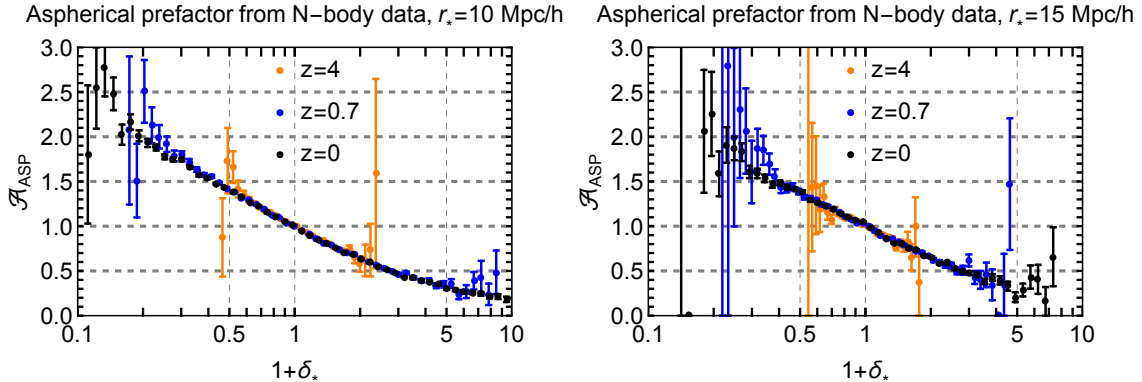 Aspherical prefactor from N−body data, r*=10 Mpc/h
3.0
2.5
2.0
1.5
1.0
0.5
0.0
𝒜ASP
z=4
z=0.7
z=0
0.1 0.5 1 5 10
1+δ*
Aspherical prefactor from N−body data, r*=15 Mpc/h
3.0
2.5
2.0
1.5
1.0
0.5
0.0
𝒜ASP
z=4
z=0.7
z=0
0.1 0.5 1 5 10
1+δ*